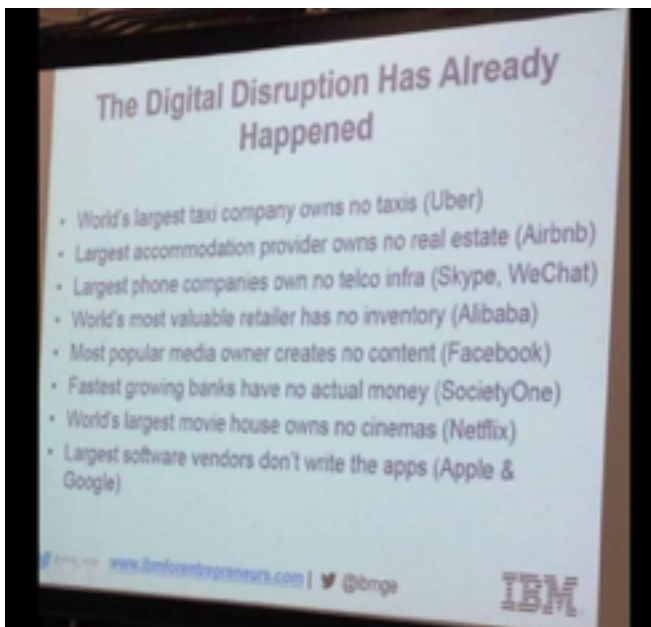 The Digital Disruption Has Already
Happened
• World's largest taxi company owns no taxis (Uber)
• Largest accommodation provider owns no real estate (Airbnb)
• Largest phone companies own no telco infra (Skype, WeChat)
• World's most valuable retailer has no inventory (Alibaba)
• Most popular media owner creates no content (Facebook)
• Fastest growing banks have no actual money (SocietyOne)
• World's largest movie house owns no cinemas (Netflix)
• Largest software vendors don't write the apps (Apple &
Google)
www.ibmforentrepreneurs.com | @ibmge
IBM